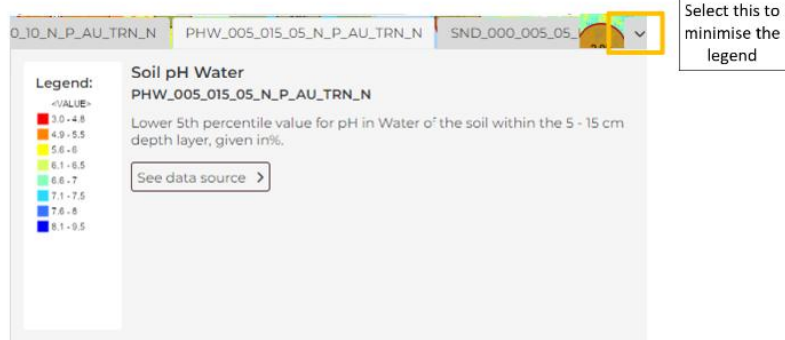 0_10_N_P_AU_TRN_N
PHW_005_015_05_N_P_AU_TRN_N
SND_000_005_05_
Select this to
minimise the
legend
Legend:
<VALUE>
3.0 - 4.8
4.9 - 5.5
5.6 - 6
6.1 - 6.5
6.6 - 7
7.1 - 7.5
7.6 - 8
8.1 - 9.5
Soil pH Water
PHW_005_015_05_N_P_AU_TRN_N
Lower 5th percentile value for pH in Water of the soil within the 5 - 15 cm
depth layer, given in%.
See data source